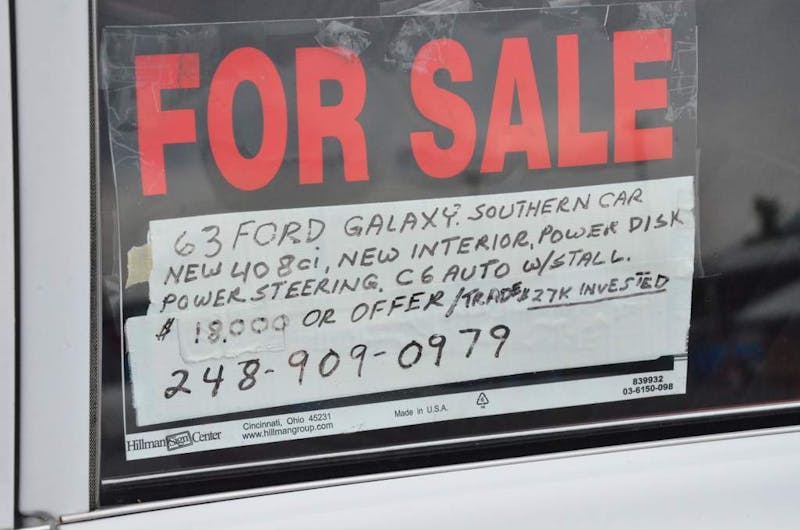 FOR SALE
63 FORD GALAXY. SOUTHERN CAR
NEW 408ci, NEW INTERIOR, POWER DISK
POWER STEERING. C6 AUTO W/STALL.
$ 18,000 OR OFFER/TRADE $27K INVESTED
248-909-0979
Hillman Sign Center
Cincinnati, Ohio 45231
www.hillmangroup.com
Made in U.S.A.
839932
03-6150-098